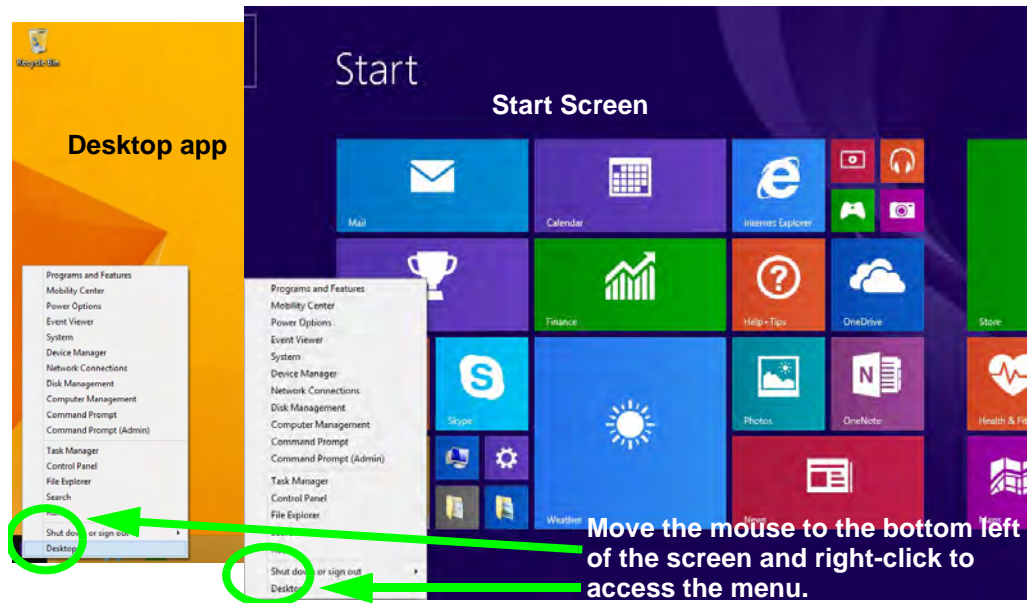 Recycle Bin
Desktop app
Programs and Features
Mobility Center
Power Options
Event Viewer
System
Device Manager
Network Connections
Disk Management
Computer Management
Command Prompt
Command Prompt (Admin)
Task Manager
Control Panel
File Explorer
Search
Shut down or sign out
Desktop
Start
Start Screen
Mail
Calendar
Internet Explorer
Finance
Help+Tips
OneDrive
Store
Skype
Photos
OneNote
Health & Fit
Weather
News
Maps
Programs and Features
Mobility Center
Power Options
Event Viewer
System
Device Manager
Network Connections
Disk Management
Computer Management
Command Prompt
Command Prompt (Admin)
Task Manager
Control Panel
File Explorer
Shut down or sign out
Desktop
Move the mouse to the bottom left
of the screen and right-click to
access the menu.